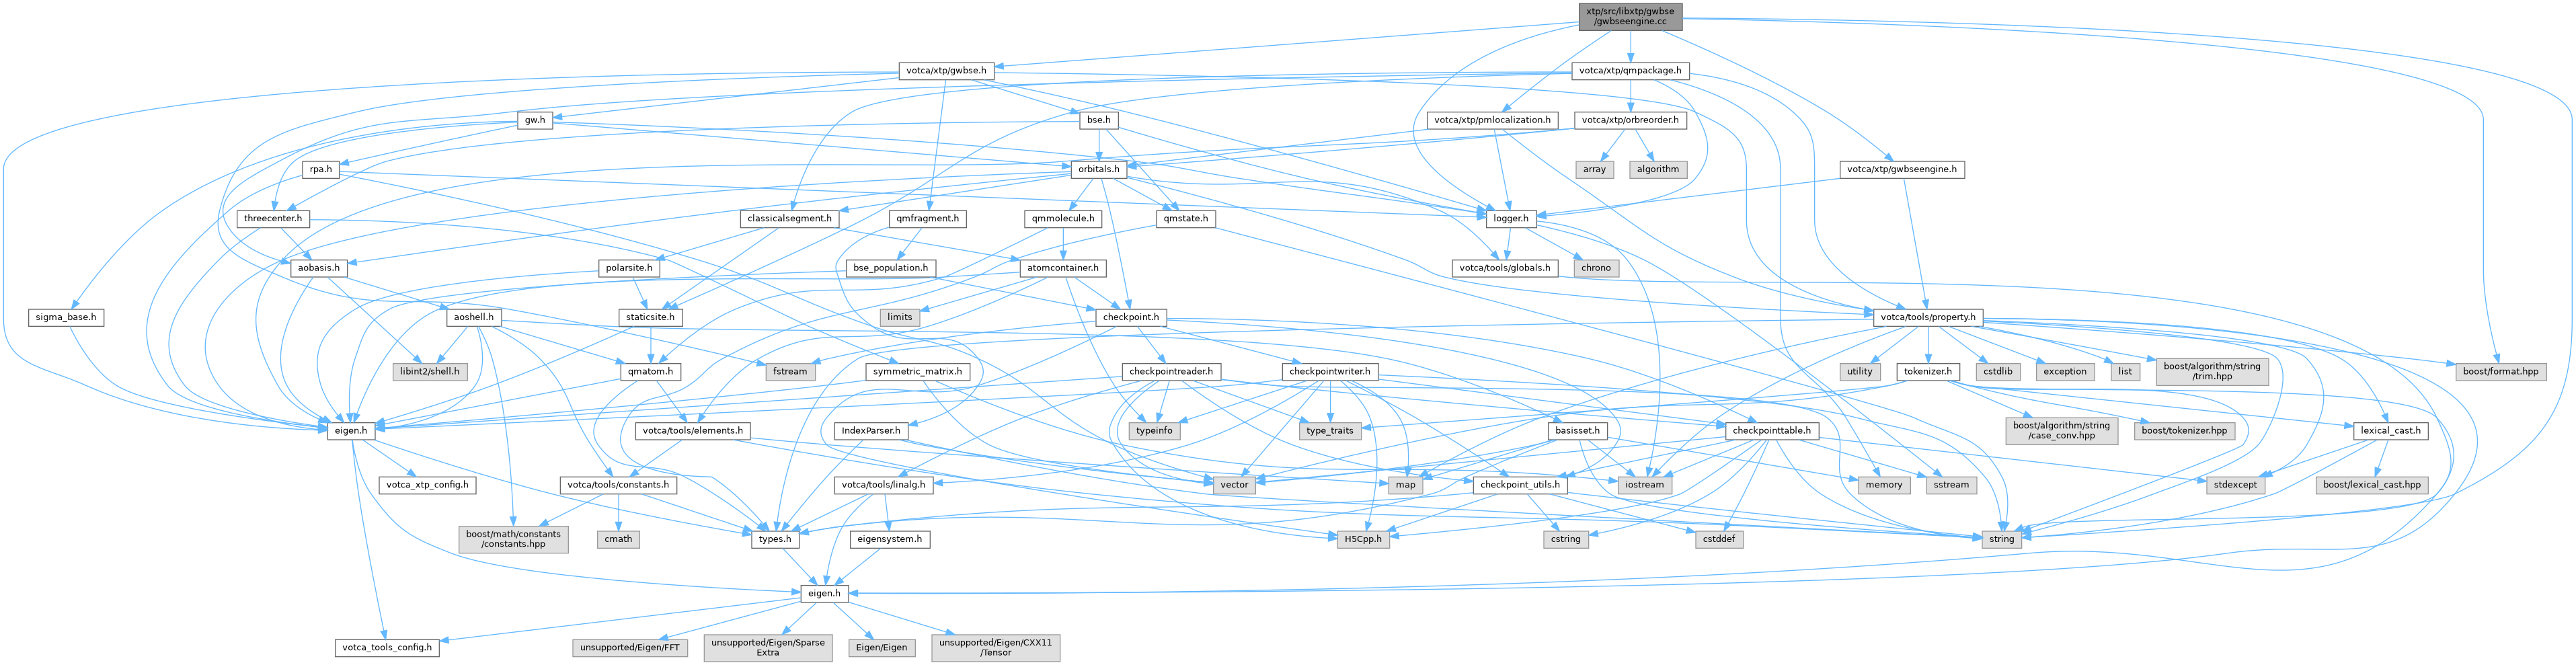 xtp/src/libxtp/gwbse
/gwbseengine.cc
votca/xtp/gwbse.h
votca/xtp/qmpackage.h
gw.h
bse.h
votca/xtp/pmlocalization.h
votca/xtp/orbreorder.h
rpa.h
orbitals.h
array
algorithm
votca/xtp/gwbseengine.h
threecenter.h
classicalsegment.h
qmfragment.h
qmmolecule.h
qmstate.h
logger.h
aobasis.h
polarsite.h
bse_population.h
atomcontainer.h
votca/tools/globals.h
chrono
sigma_base.h
aoshell.h
staticsite.h
limits
checkpoint.h
votca/tools/property.h
libint2/shell.h
qmatom.h
fstream
symmetric_matrix.h
checkpointreader.h
checkpointwriter.h
utility
tokenizer.h
cstdlib
exception
list
boost/algorithm/string
/trim.hpp
boost/format.hpp
eigen.h
votca/tools/elements.h
IndexParser.h
typeinfo
type_traits
basisset.h
checkpointtable.h
boost/algorithm/string
/case_conv.hpp
boost/tokenizer.hpp
lexical_cast.h
votca_xtp_config.h
votca/tools/constants.h
votca/tools/linalg.h
vector
map
checkpoint_utils.h
iostream
memory
sstream
stdexcept
boost/lexical_cast.hpp
boost/math/constants
/constants.hpp
cmath
types.h
eigensystem.h
H5Cpp.h
cstring
cstddef
string
eigen.h
votca_tools_config.h
unsupported/Eigen/FFT
unsupported/Eigen/Sparse
Extra
Eigen/Eigen
unsupported/Eigen/CXX11
/Tensor